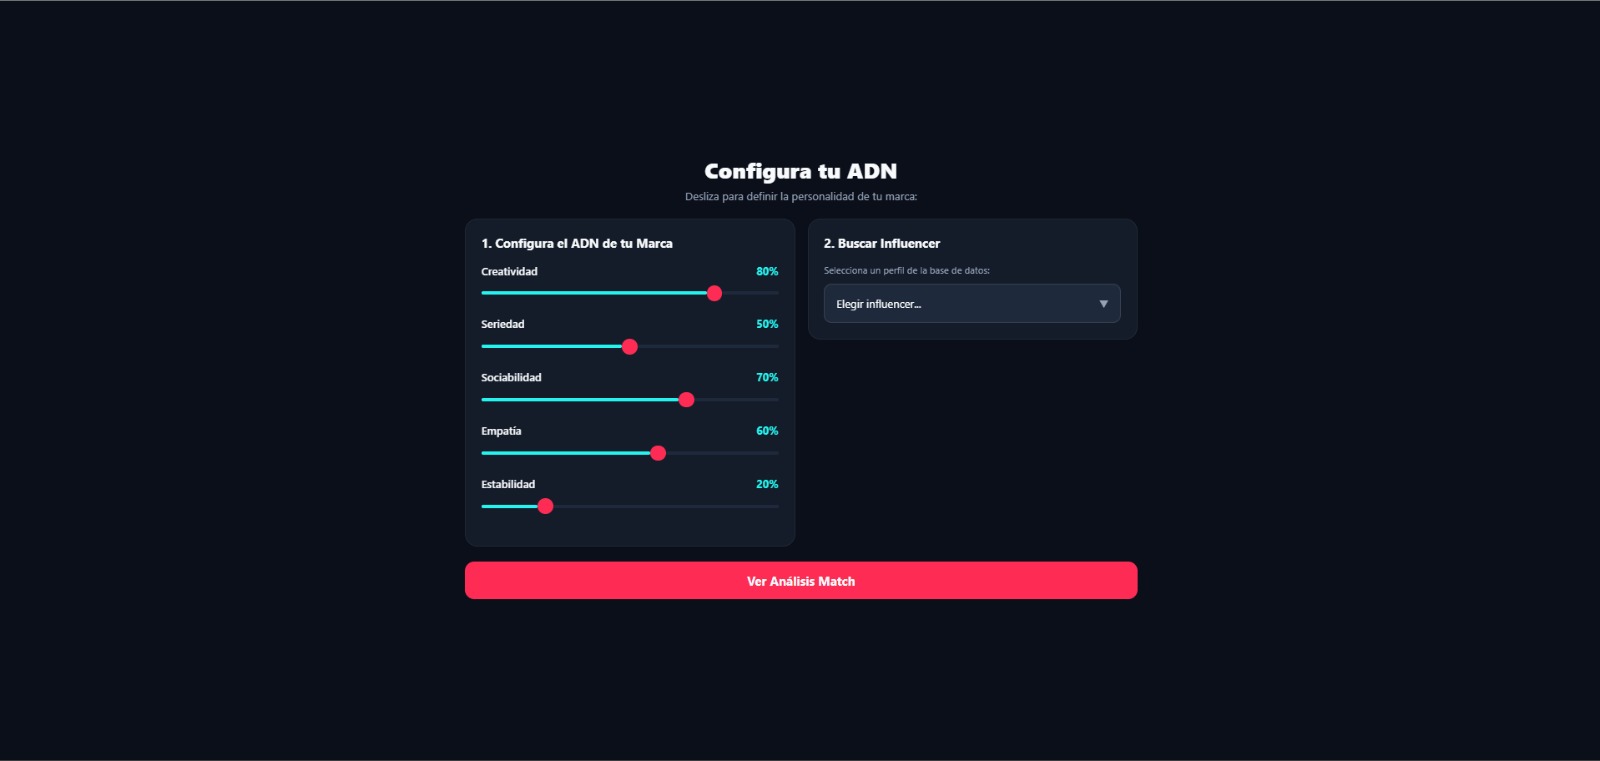 Configura tu ADN
Desliza para definir la personalidad de tu marca:
1. Configura el ADN de tu Marca
Creatividad 80%
Seriedad 50%
Sociabilidad 70%
Empatía 60%
Estabilidad 20%
2. Buscar Influencer
Selecciona un perfil de la base de datos:
Elegir influencer...
Ver Análisis Match